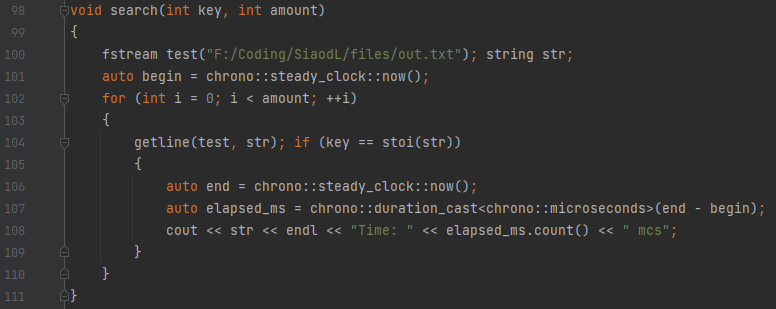 98 void search(int key, int amount)
99 {
100 fstream test("F:/Coding/SiaodL/files/out.txt"); string str;
101 auto begin = chrono::steady_clock::now();
102 for (int i = 0; i < amount; ++i)
103 {
104 getline(test, str); if (key == stoi(str))
105 {
106 auto end = chrono::steady_clock::now();
107 auto elapsed_ms = chrono::duration_cast<chrono::microseconds>(end - begin);
108 cout << str << endl << "Time: " << elapsed_ms.count() << " mcs";
109 }
110 }
111 }